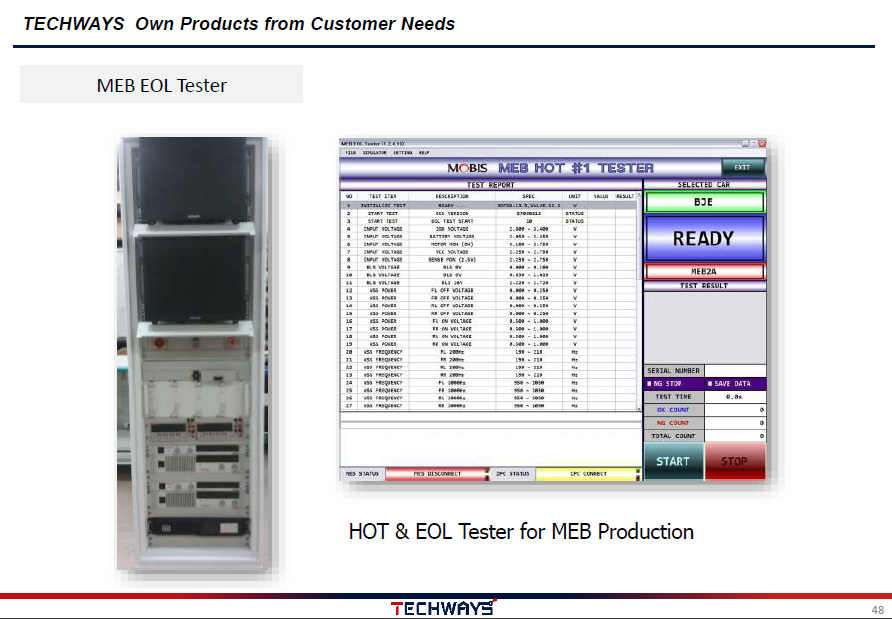 TECHWAYS Own Products from Customer Needs
MEB EOL Tester
MEB EOL Tester (1.2.4.15)
FILE SIMULATOR SETTING HELP
MOBIS MEB HOT #1 TESTER
EXIT
TEST REPORT
NO TEST ITEM DESCRIPTION SPEC UNIT VALUE RESULT
1 INITIALIZE TEST READY ... V
2 START TEST ECU VERSION STATUS
3 START TEST EOL TEST START 10 STATUS
4 INPUT VOLTAGE IGN VOLTAGE V
5 INPUT VOLTAGE BATTERY VOLTAGE V
6 INPUT VOLTAGE MOTOR MON (ON) V
7 INPUT VOLTAGE VCC VOLTAGE 2.250 ~ 2.750 V
8 INPUT VOLTAGE SENSE MON (2.5V) 2.250 ~ 2.750 V
9 BLS VOLTAGE BLS 0V 0.000 ~ 0.100 V
10 BLS VOLTAGE BLS 6V V
11 BLS VOLTAGE BLS 16V V
12 WSS POWER FL OFF VOLTAGE 0.000 ~ 0.250 V
13 WSS POWER FR OFF VOLTAGE 0.000 ~ 0.250 V
14 WSS POWER RL OFF VOLTAGE 0.000 ~ 0.250 V
15 WSS POWER RR OFF VOLTAGE 0.000 ~ 0.250 V
16 WSS POWER FL ON VOLTAGE 0.500 ~ 1.000 V
17 WSS POWER FR ON VOLTAGE 0.500 ~ 1.000 V
18 WSS POWER RL ON VOLTAGE 0.500 ~ 1.000 V
19 WSS POWER RR ON VOLTAGE 0.500 ~ 1.000 V
20 WSS FREQUENCY FL 200Hz 190 ~ 210 Hz
21 WSS FREQUENCY FR 200Hz 190 ~ 210 Hz
22 WSS FREQUENCY RL 200Hz 190 ~ 210 Hz
23 WSS FREQUENCY RR 200Hz 190 ~ 210 Hz
24 WSS FREQUENCY FL 1000Hz 950 ~ 1050 Hz
25 WSS FREQUENCY FR 1000Hz 950 ~ 1050 Hz
26 WSS FREQUENCY RL 1000Hz 950 ~ 1050 Hz
27 WSS FREQUENCY RR 1000Hz 950 ~ 1050 Hz
MES STATUS MES DISCONNECT IPC STATUS IPC CONNECT
SELECTED CAR
BJE
READY
MEB2A
TEST RESULT
SERIAL NUMBER
NG STOP SAVE DATA
TEST TIME 0.0s
OK COUNT 0
NG COUNT 0
TOTAL COUNT 0
START STOP
HOT & EOL Tester for MEB Production
TECHWAYS
48